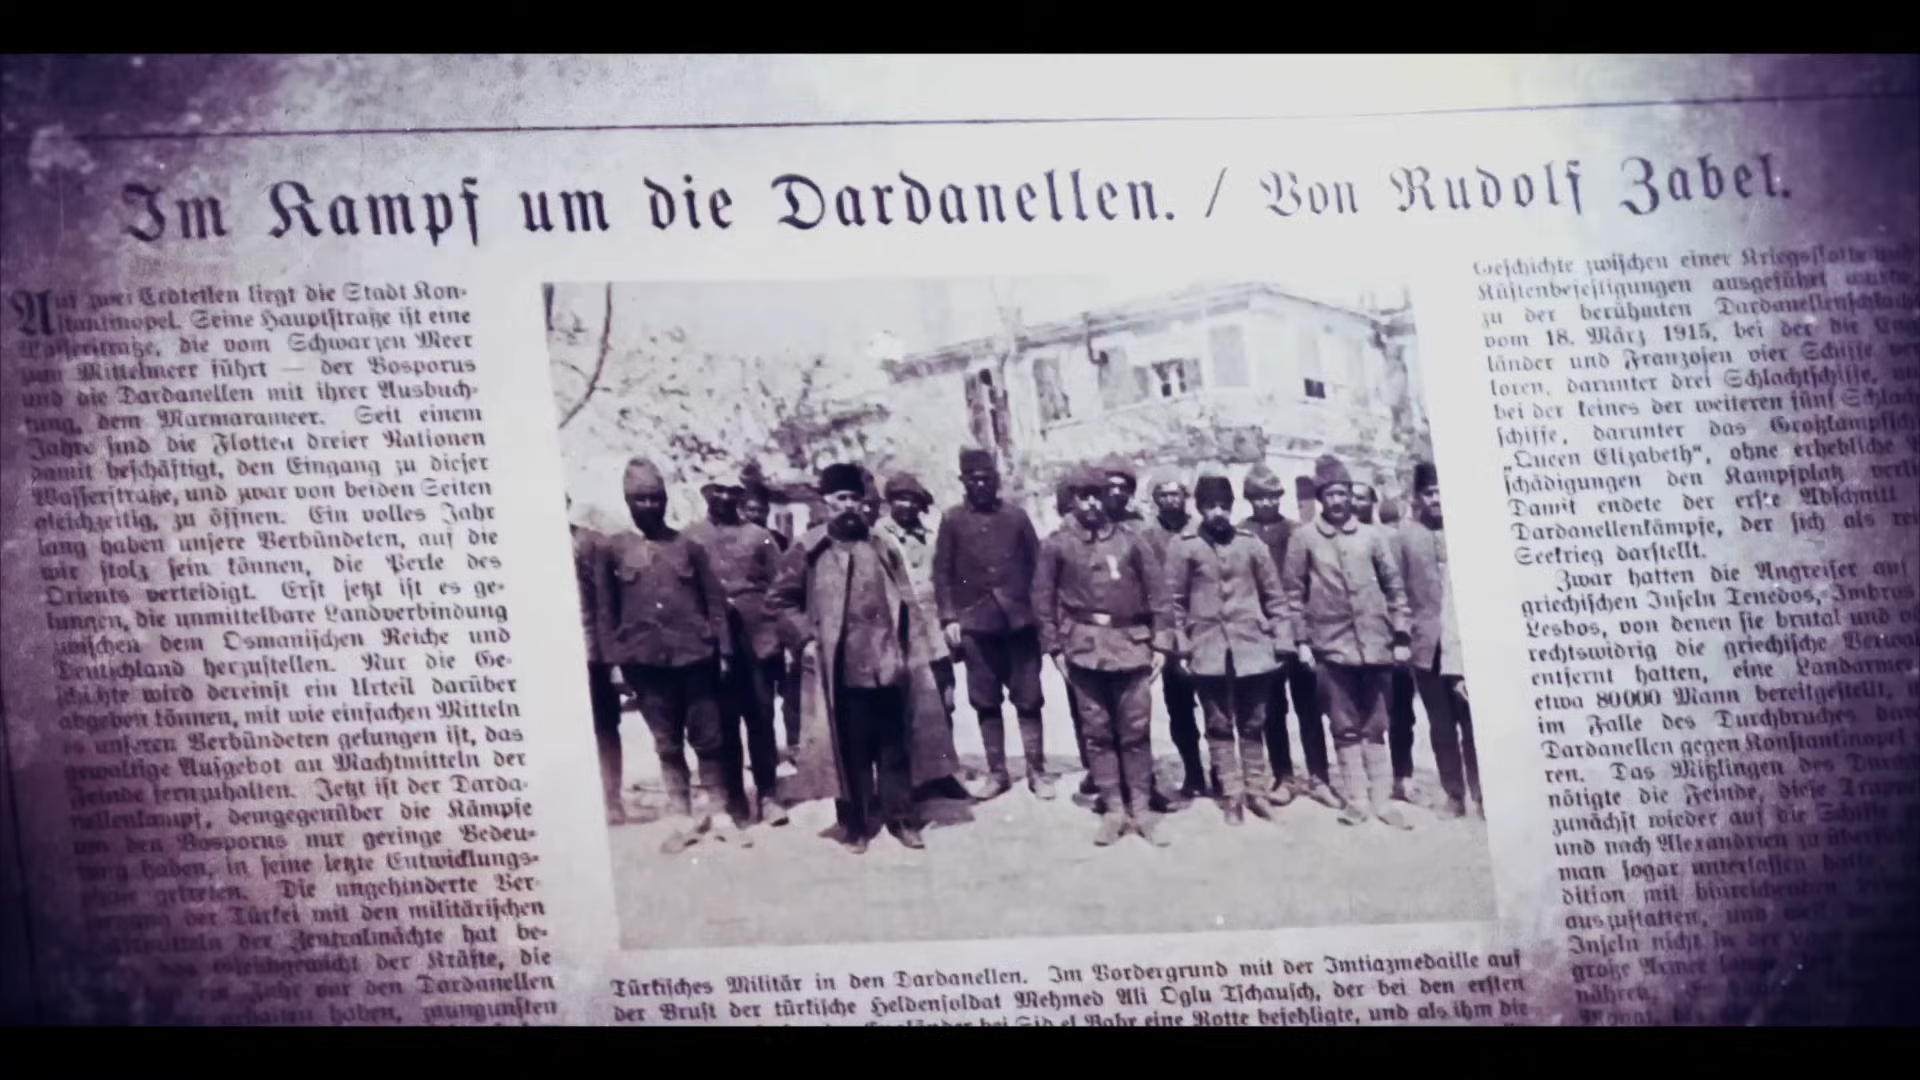 Im Kampf um die Dardanellen. / Von Rudolf Zabel.
Auf zwei Erdteilen liegt die Stadt Kon-
stantinopel. Seine Hauptstraße ist eine
Wasserstraße, die vom Schwarzen Meer
zum Mittelmeer führt — der Bosporus
und die Dardanellen mit ihrer Ausbuch-
tung, dem Marmarameer. Seit einem
Jahre sind die Flotten dreier Nationen
damit beschäftigt, den Eingang zu dieser
Wasserstraße, und zwar von beiden Seiten
gleichzeitig, zu öffnen. Ein volles Jahr
lang haben unsere Verbündeten, auf die
wir stolz sein können, die Perle des
Orients verteidigt. Erst jetzt ist es ge-
lungen, die unmittelbare Landverbindung
zwischen dem Osmanischen Reiche und
Deutschland herzustellen. Nur die Ge-
schichte wird dereinst ein Urteil darüber
abgeben können, mit wie einfachen Mitteln
es unseren Verbündeten gelungen ist, das
gewaltige Aufgebot an Machtmitteln der
Feinde fernzuhalten. Jetzt ist der Darda-
nellenkampf, demgegenüber die Kämpfe
um den Bosporus nur geringe Bedeu-
tung haben, in seine letzte Entwicklungs-
phase getreten. Die ungehinderte Ver-
der Türkei mit den militärischen
der Zentralmächte hat be-
der Kräfte, die
ein Jahr vor den Dardanellen
haben, zuungunsten
Türkisches Militär in den Dardanellen. Im Vordergrund mit der Imtiazmedaille auf
der Brust der türkische Heldensoldat Mehmed Ali Oglu Tschausch, der bei den ersten
bei Sid el Bahr eine Rotte befehligte, und als ihm die
Geschichte zwischen einer Kriegsflotte und
Küstenbefestigungen ausgeführt wurde,
zu der berühmten Dardanellenschlacht
vom 18. März 1915, bei der die Eng-
länder und Franzosen vier Schiffe ver-
loren, darunter drei Schlachtschiffe, und
bei der keines der weiteren fünf Schlacht-
schiffe, darunter das Großkampfschiff
„Queen Elizabeth“, ohne erhebliche Be-
schädigungen den Kampfplatz verließ.
Damit endete der erste Abschnitt der
Dardanellenkämpfe, der sich als reiner
Seekrieg darstellt.
Zwar hatten die Angreifer auf den
griechischen Inseln Tenedos, Imbros
Lesbos, von denen sie brutal und
rechtswidrig die griechische
entfernt hatten, eine Landarmee
etwa 80000 Mann bereitgestellt,
im Falle des Durchbruches
Dardanellen gegen Konstantinopel
ren. Das Mißlingen des
nötigte die Feinde, diese
zunächst wieder auf die Schiffe
und nach Alexandrien zu
man sogar unterlassen hatte,
dition mit hinreichenden
auszustatten, und weil
Inseln nicht in der
große Armee
nähren.